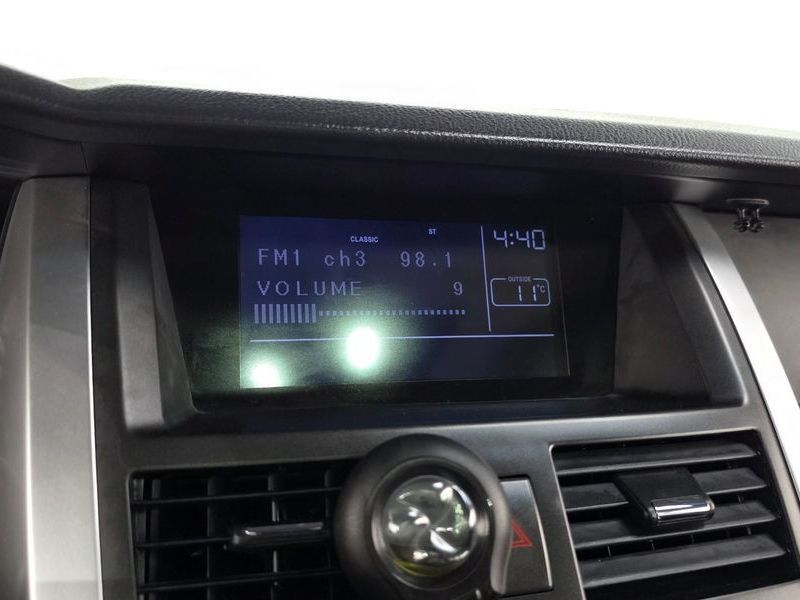 CLASSIC ST
FM1 ch3 98.1
VOLUME 9
4:40
OUTSIDE
11°C